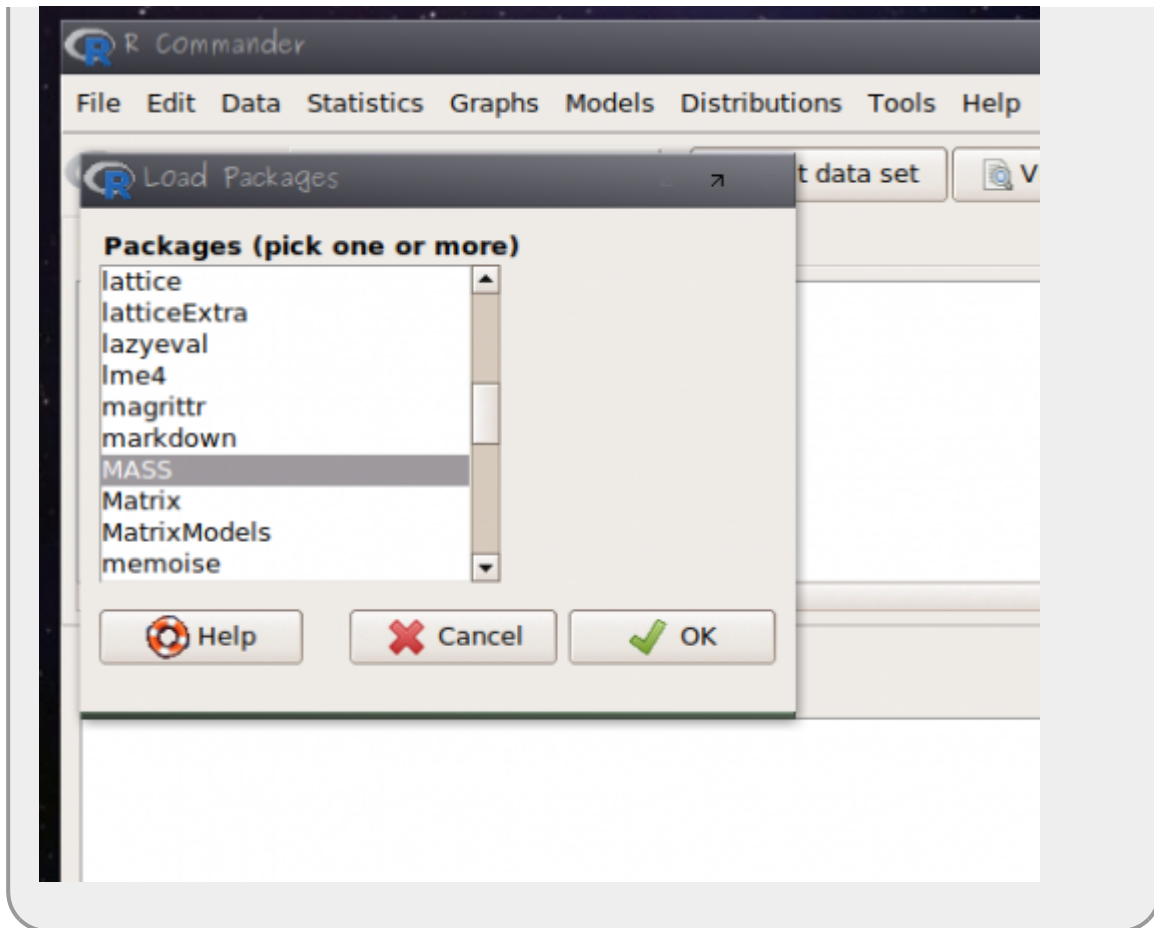 R Commander
File Edit Data Statistics Graphs Models Distributions Tools Help
Load Packages
t data set V
Packages (pick one or more)
lattice
latticeExtra
lazyeval
lme4
magrittr
markdown
MASS
Matrix
MatrixModels
memoise
Help Cancel OK